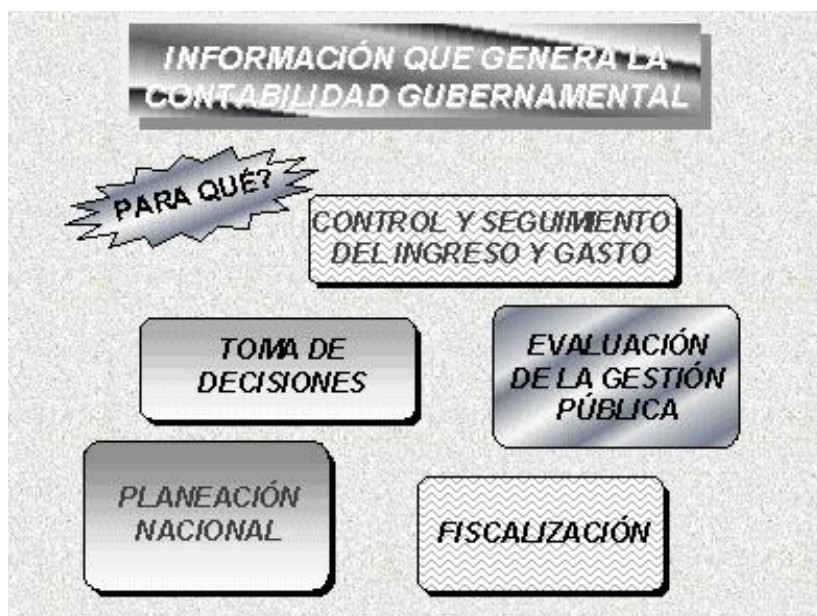 INFORMACIÓN QUE GENERA LA
CONTABILIDAD GUBERNAMENTAL
PARA QUÉ?
CONTROL Y SEGUIMIENTO
DEL INGRESO Y GASTO
TOMA DE
DECISIONES
EVALUACIÓN
DE LA GESTIÓN
PÚBLICA
PLANEACIÓN
NACIONAL
FISCALIZACIÓN